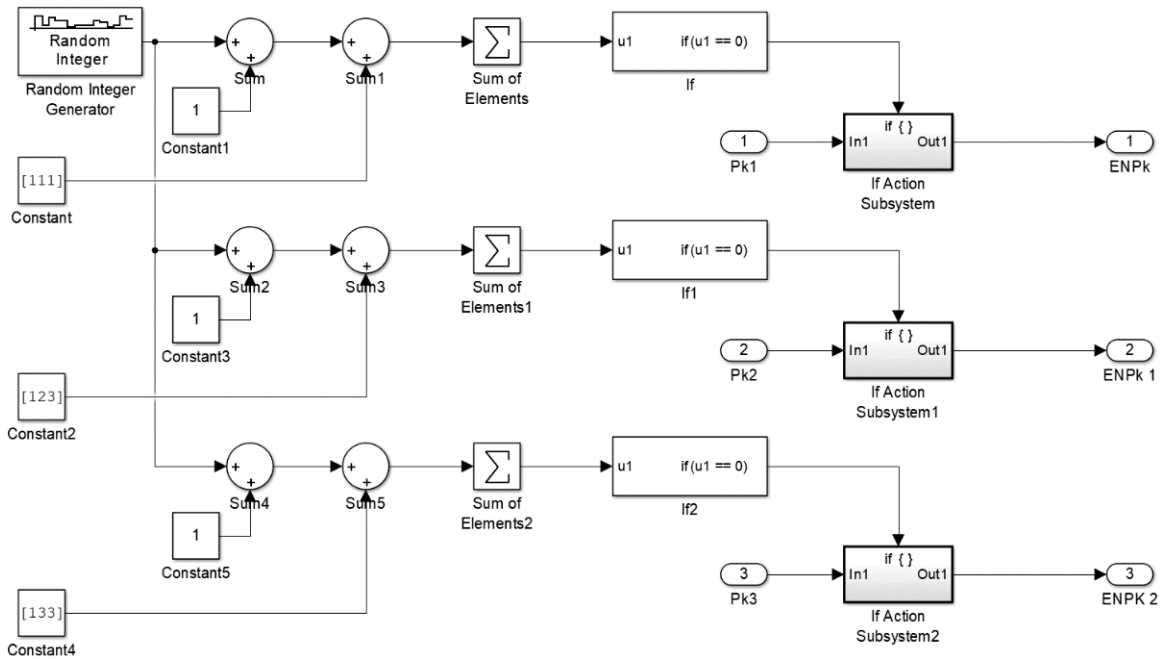 Random
Integer
Random Integer
Generator
+
+
Sum
+
+
Sum1
Sum of
Elements
u1 if(u1 == 0)
If
1
Constant1
1
Pk1
if { }
In1 Out1
If Action
Subsystem
1
ENPk
[111]
Constant
+
+
Sum2
+
+
Sum3
Sum of
Elements1
u1 if(u1 == 0)
If1
1
Constant3
2
Pk2
if { }
In1 Out1
If Action
Subsystem1
2
ENPk 1
[123]
Constant2
+
+
Sum4
+
+
Sum5
Sum of
Elements2
u1 if(u1 == 0)
If2
1
Constant5
3
Pk3
if { }
In1 Out1
If Action
Subsystem2
3
ENPK 2
[133]
Constant4